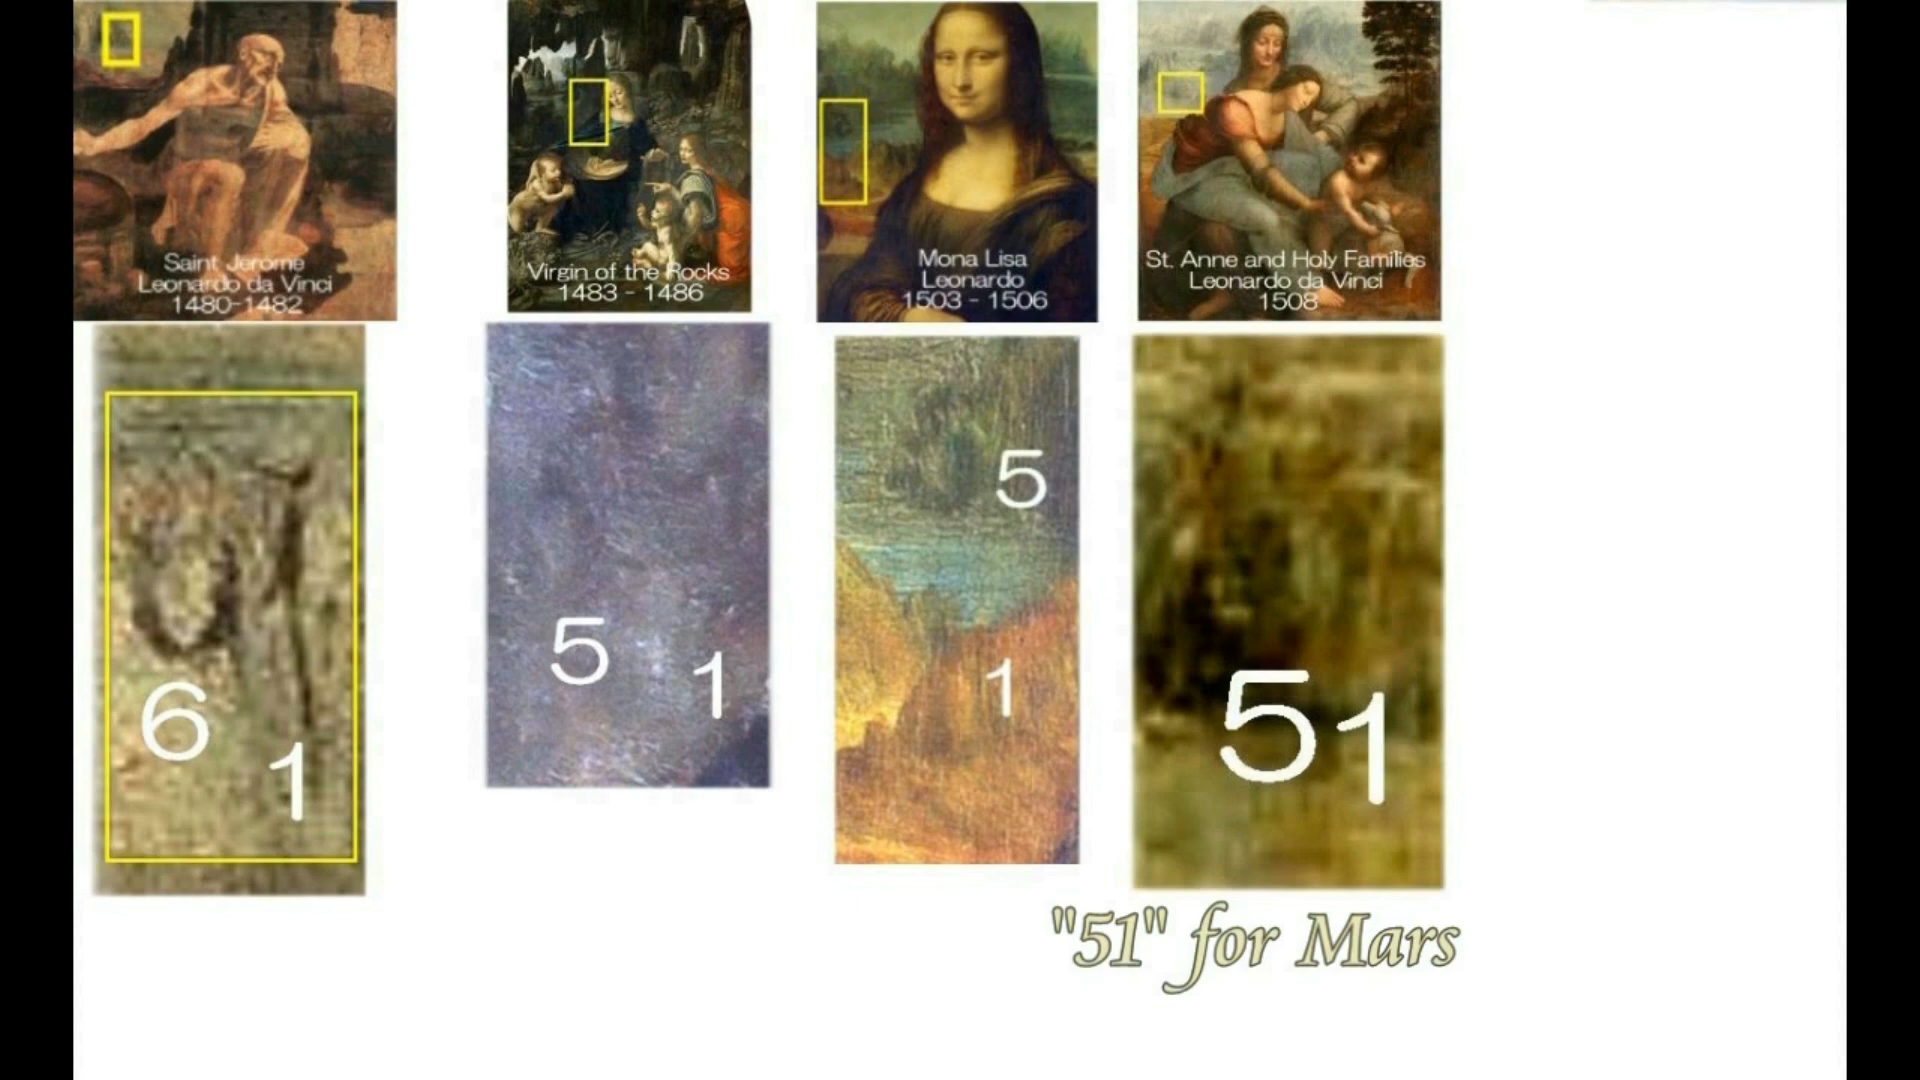 Saint Jerome
Leonardo da Vinci
1480-1482
Virgin of the Rocks
1483 - 1486
Mona Lisa
Leonardo
1503 - 1506
St. Anne and Holy Families
Leonardo da Vinci
1508
6
1
5
1
5
1
51
"51" for Mars